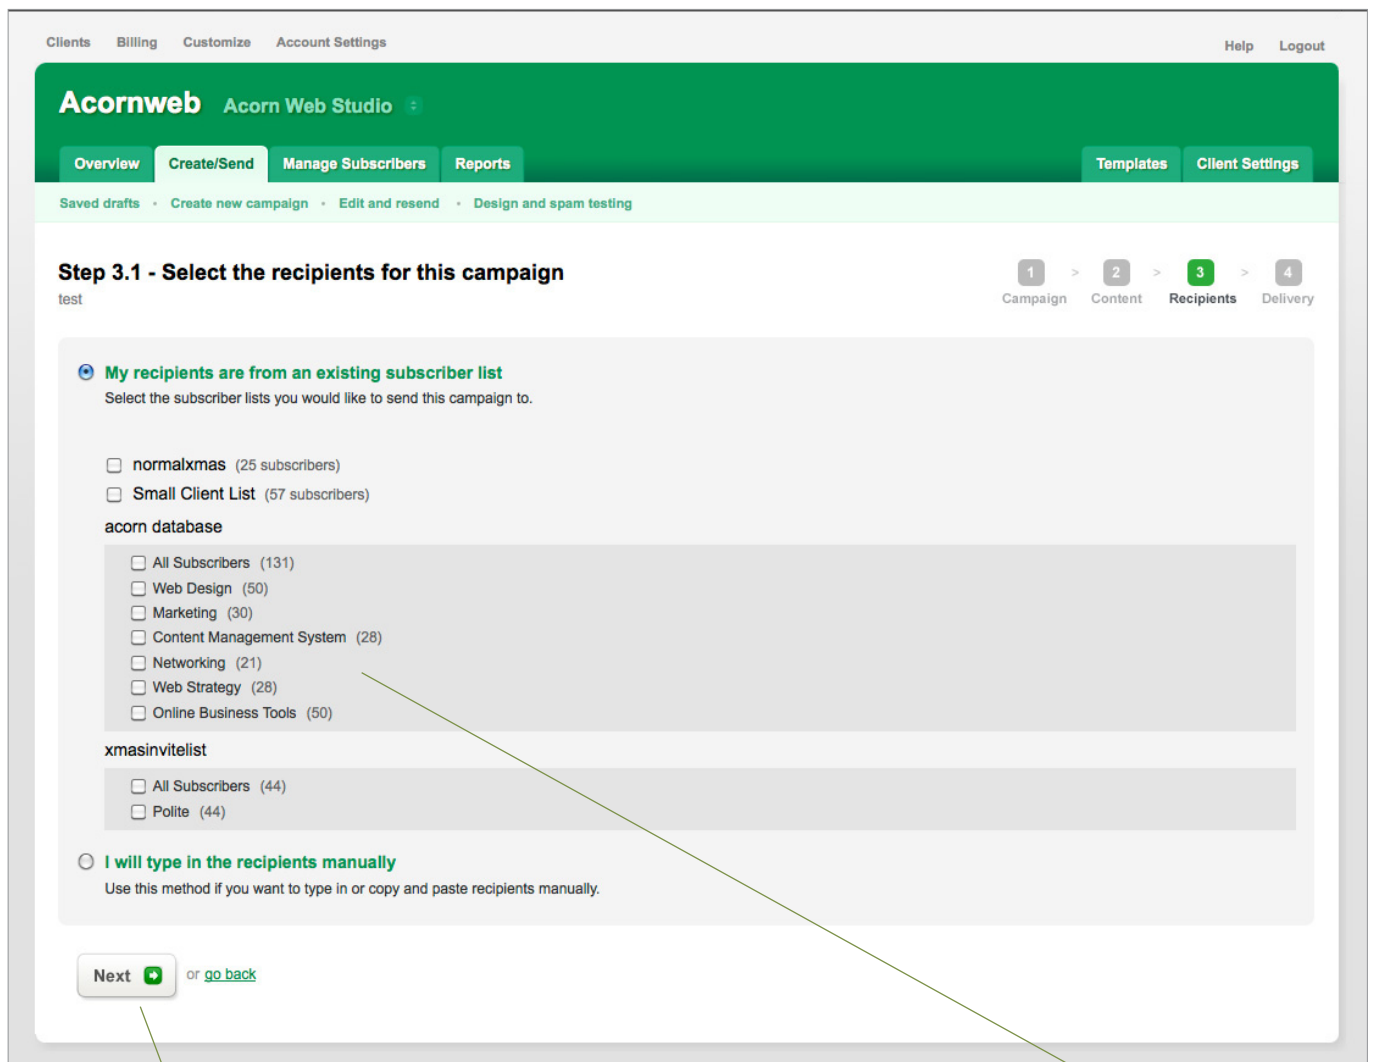 Clients Billing Customize Account Settings Help Logout
Acornweb Acorn Web Studio
Overview Create/Send Manage Subscribers Reports Templates Client Settings
Saved drafts • Create new campaign • Edit and resend • Design and spam testing
Step 3.1 - Select the recipients for this campaign
test
1 > 2 > 3 > 4
Campaign Content Recipients Delivery
My recipients are from an existing subscriber list
Select the subscriber lists you would like to send this campaign to.
normalxmas (25 subscribers)
Small Client List (57 subscribers)
acorn database
All Subscribers (131)
Web Design (50)
Marketing (30)
Content Management System (28)
Networking (21)
Web Strategy (28)
Online Business Tools (50)
xmasinvitelist
All Subscribers (44)
Polite (44)
I will type in the recipients manually
Use this method if you want to type in or copy and paste recipients manually.
Next or go back